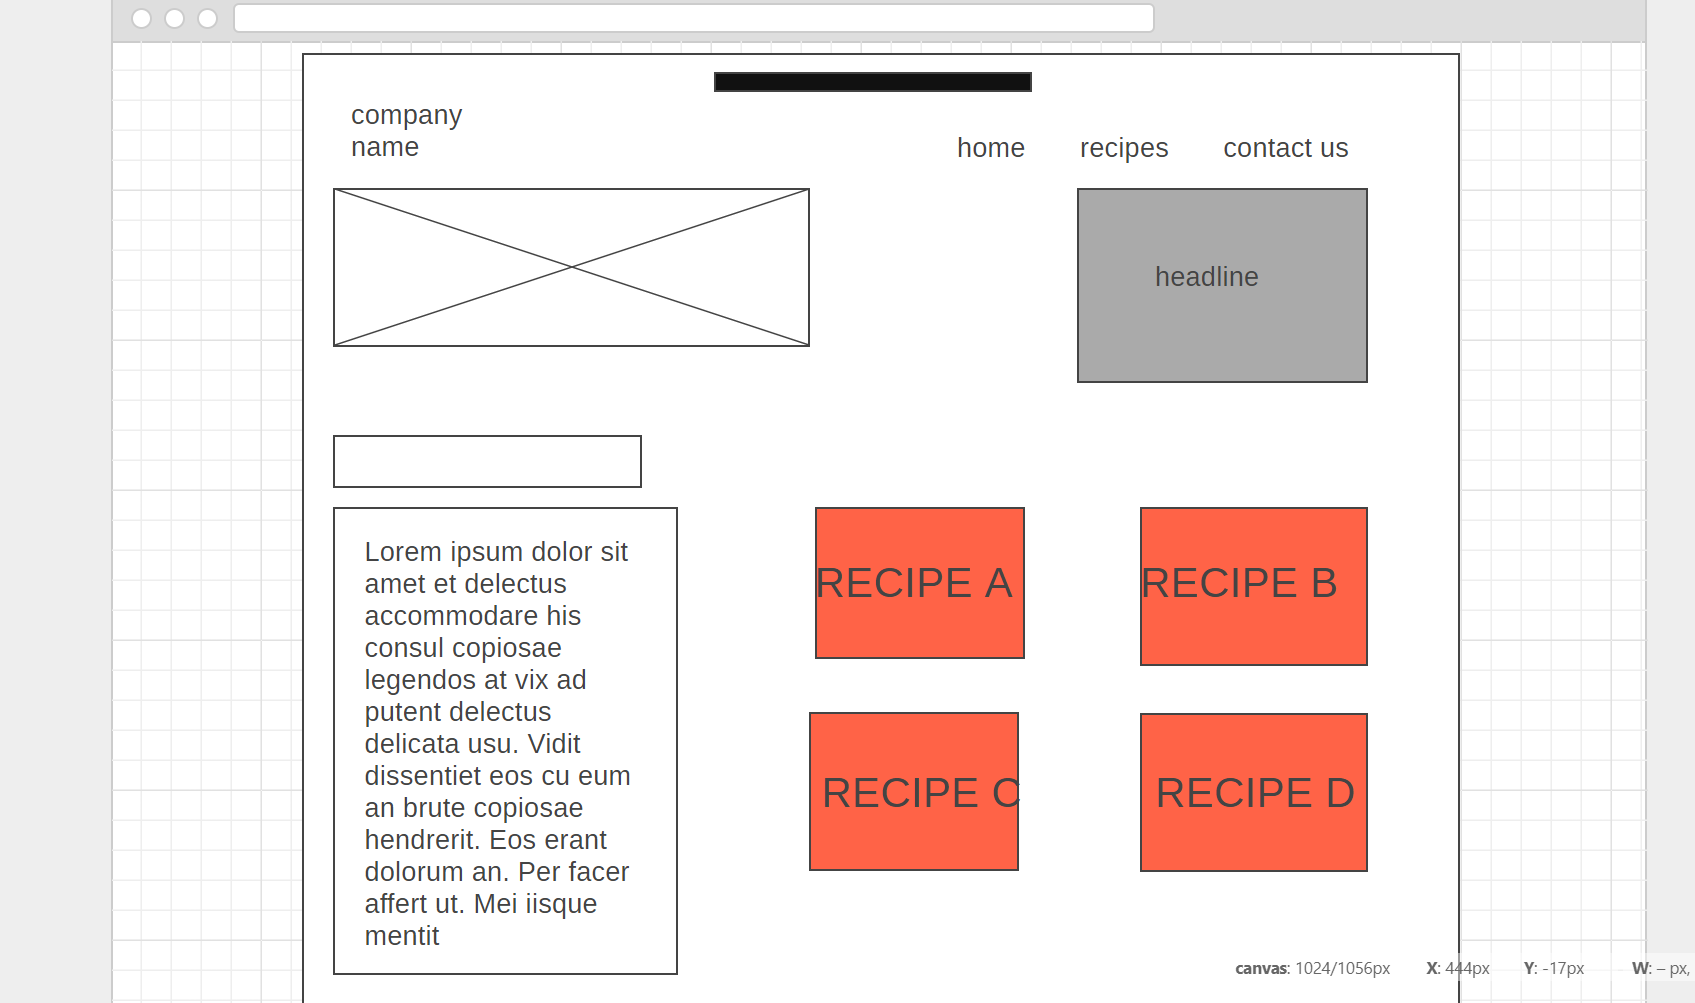 company
name
home recipes contact us
headline
Lorem ipsum dolor sit
amet et delectus
accommodare his
consul copiosae
legendos at vix ad
putent delectus
delicata usu. Vidit
dissentiet eos cu eum
an brute copiosae
hendrerit. Eos erant
dolorum an. Per facer
affert ut. Mei iisque
mentit
RECIPE A
RECIPE B
RECIPE C
RECIPE D
canvas: 1024/1056px X: 444px Y: -17px W: – px,